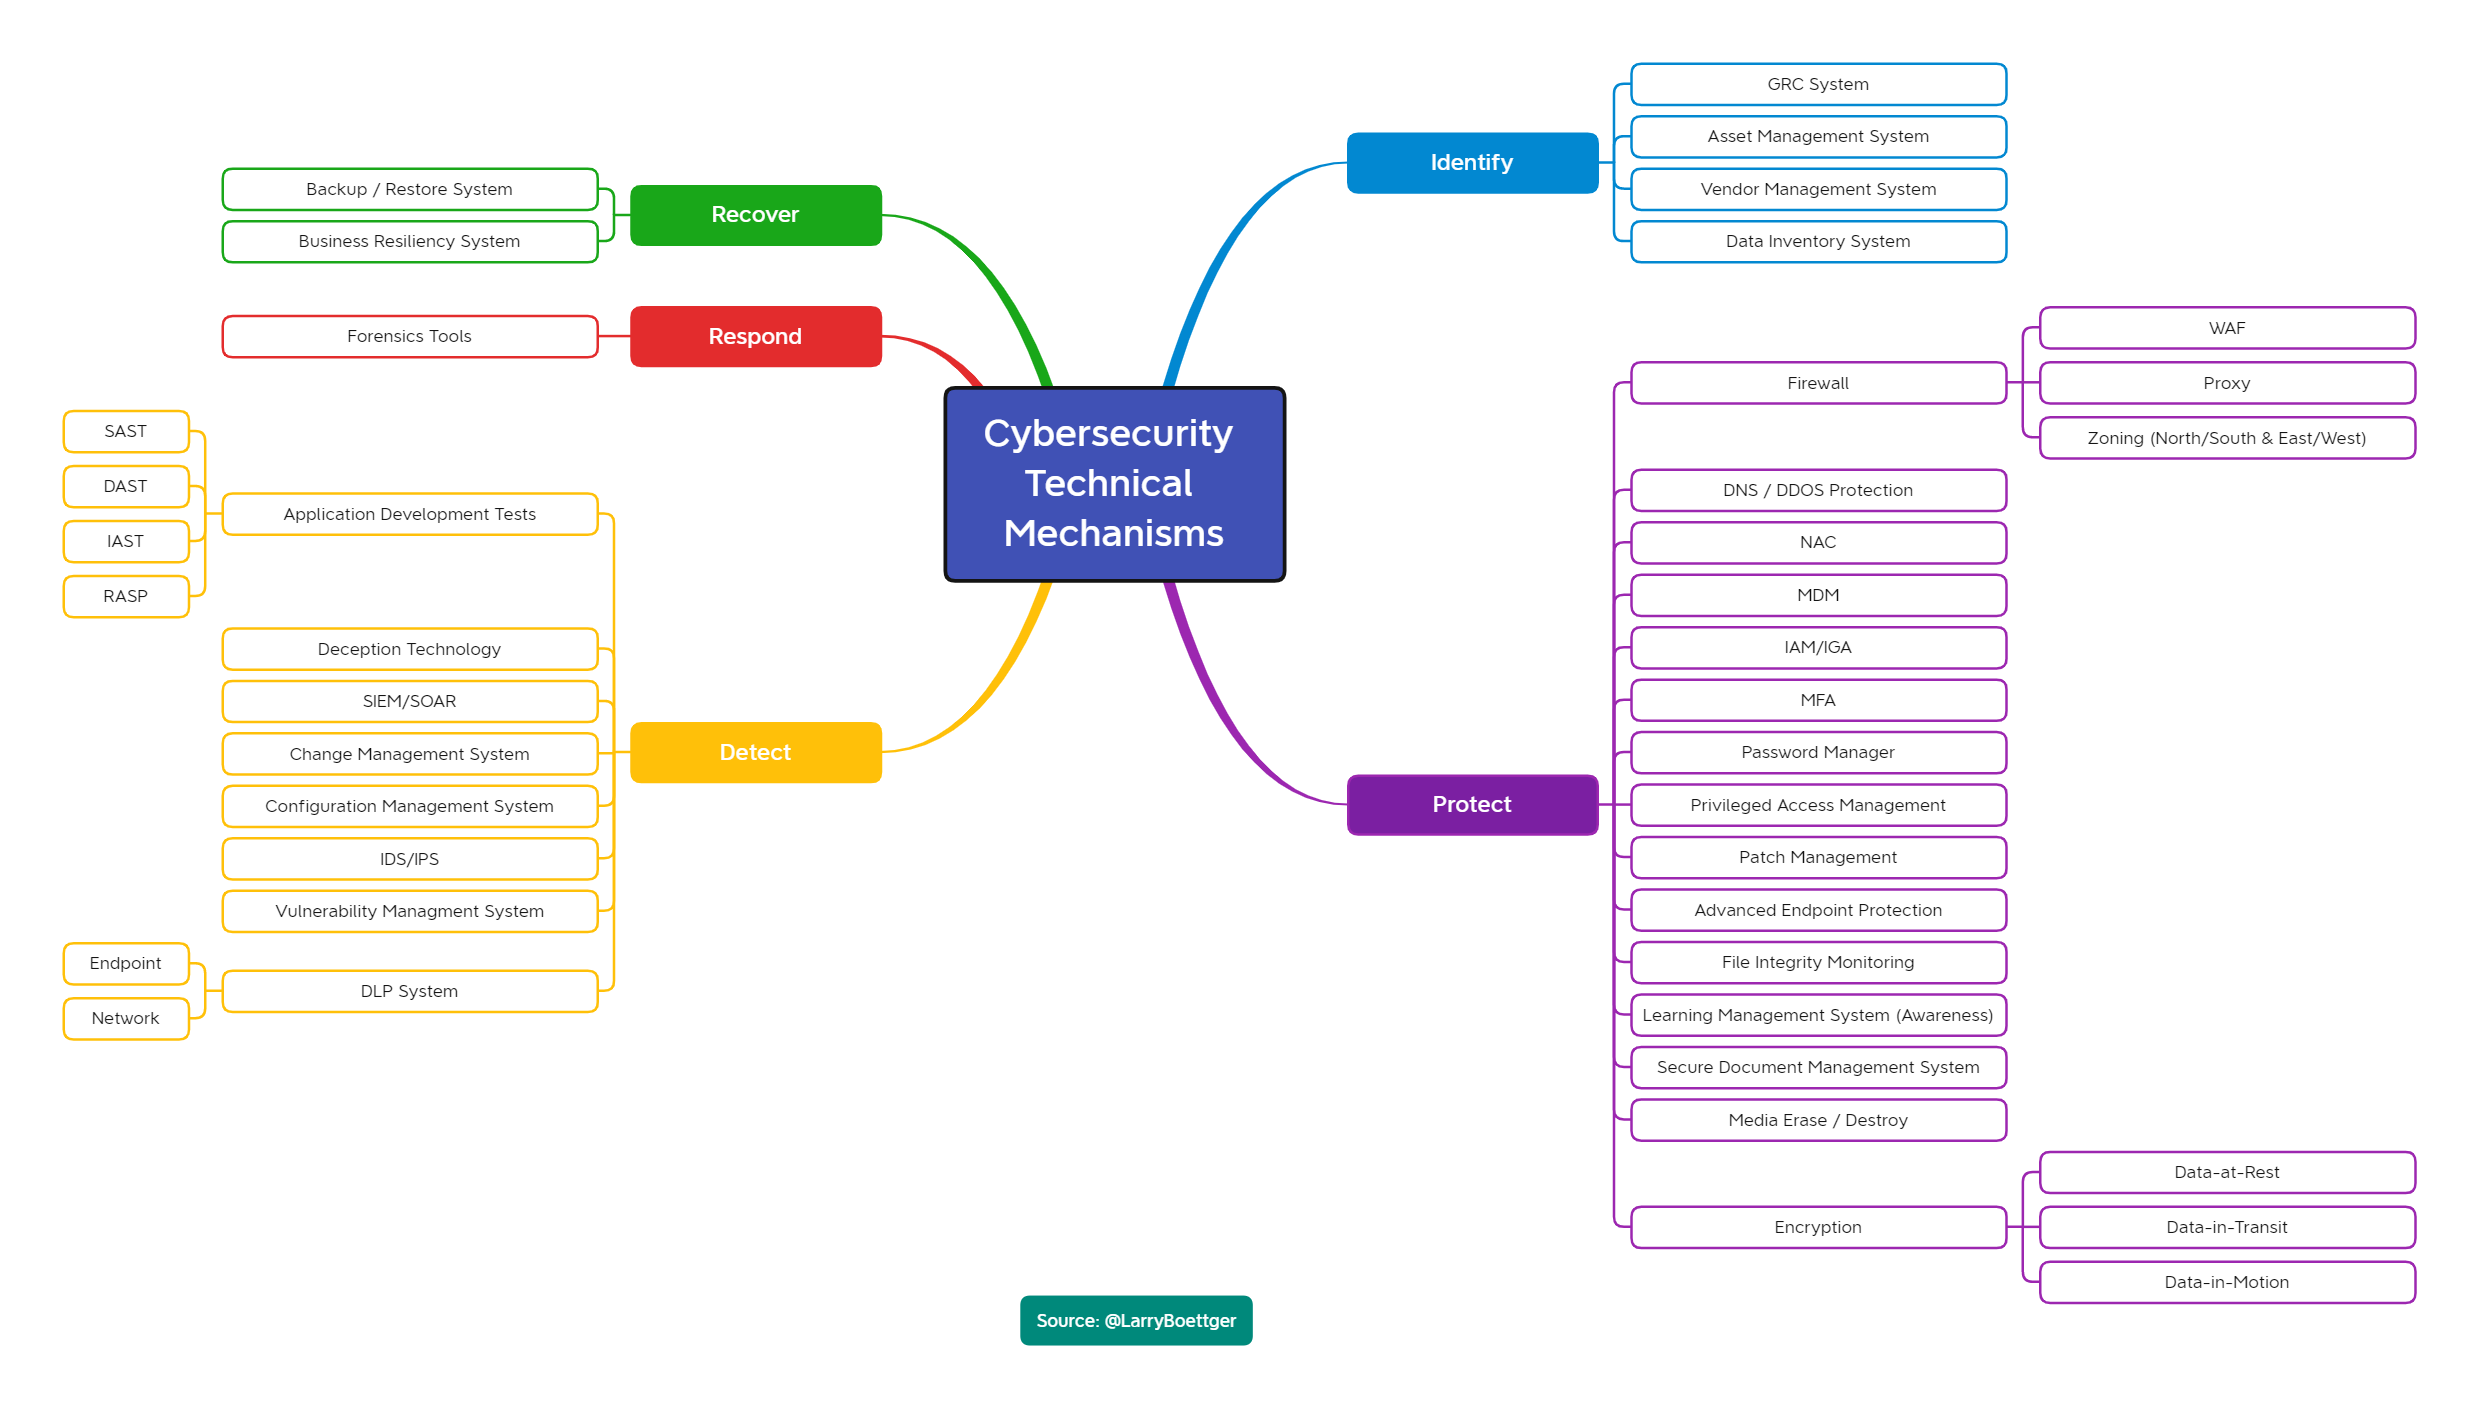 Cybersecurity
Technical
Mechanisms
Identify
GRC System
Asset Management System
Vendor Management System
Data Inventory System
Protect
Firewall
WAF
Proxy
Zoning (North/South & East/West)
DNS / DDOS Protection
NAC
MDM
IAM/IGA
MFA
Password Manager
Privileged Access Management
Patch Management
Advanced Endpoint Protection
File Integrity Monitoring
Learning Management System (Awareness)
Secure Document Management System
Media Erase / Destroy
Encryption
Data-at-Rest
Data-in-Transit
Data-in-Motion
Recover
Backup / Restore System
Business Resiliency System
Respond
Forensics Tools
Detect
Application Development Tests
SAST
DAST
IAST
RASP
Deception Technology
SIEM/SOAR
Change Management System
Configuration Management System
IDS/IPS
Vulnerability Managment System
DLP System
Endpoint
Network
Source: @LarryBoettger